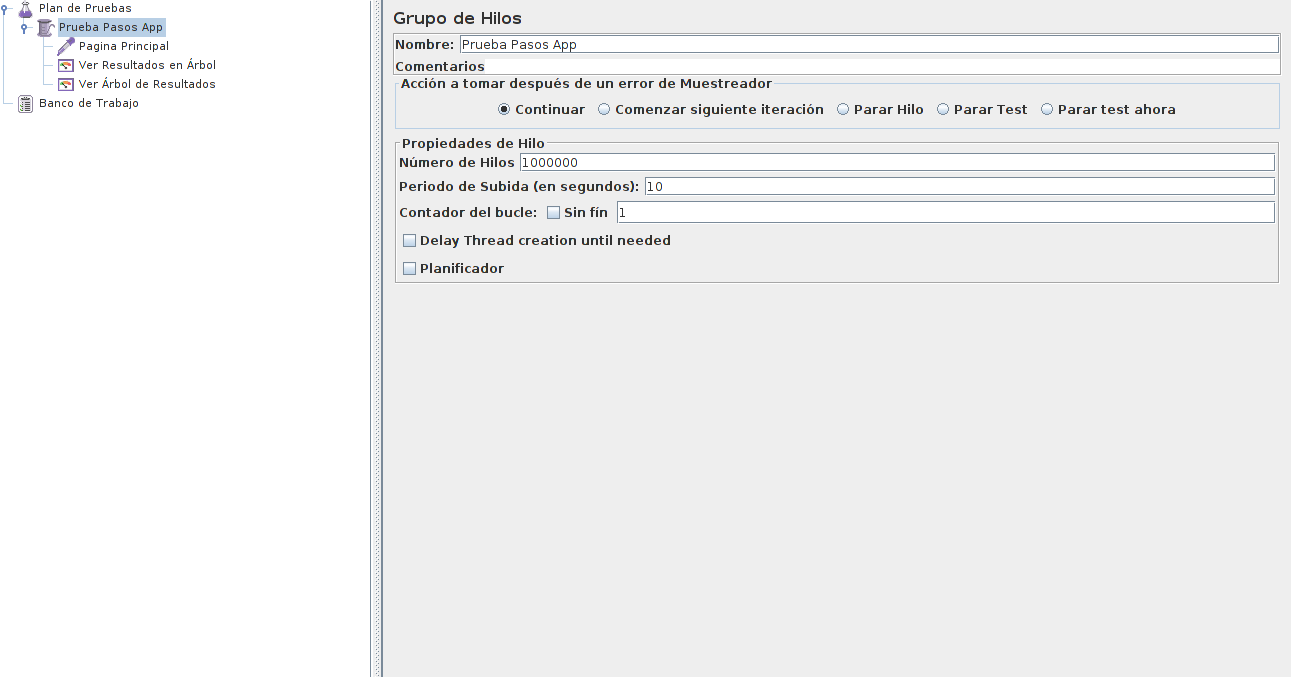 Plan de Pruebas
Prueba Pasos App
Pagina Principal
Ver Resultados en Árbol
Ver Árbol de Resultados
Banco de Trabajo
Grupo de Hilos
Nombre: Prueba Pasos App
Comentarios
Acción a tomar después de un error de Muestreador
Continuar Comenzar siguiente iteración Parar Hilo Parar Test Parar test ahora
Propiedades de Hilo
Número de Hilos 1000000
Periodo de Subida (en segundos): 10
Contador del bucle: Sin fín 1
Delay Thread creation until needed
Planificador